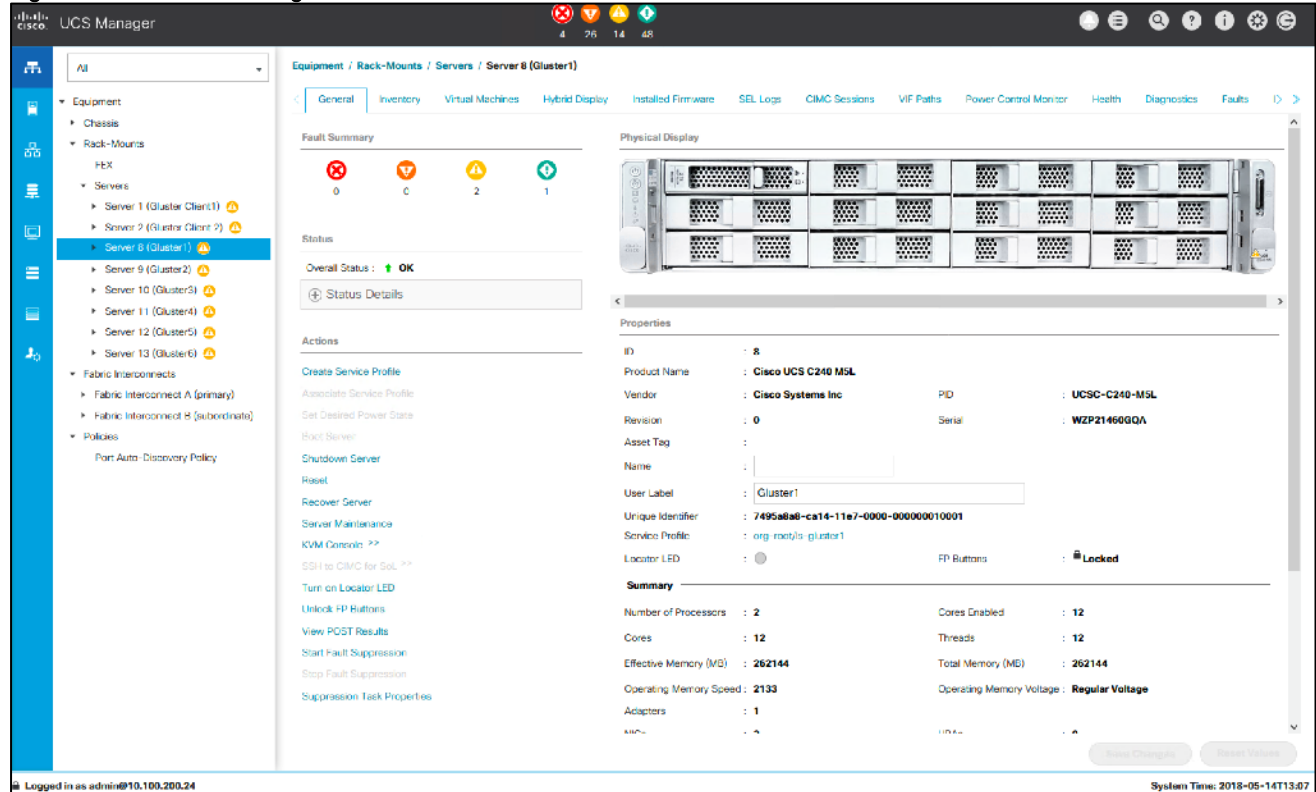 cisco. UCS Manager
4 26 14 48
All
Equipment
Chassis
Rack-Mounts
FEX
Servers
Server 1 (Gluster Client1)
Server 2 (Gluster Client 2)
Server 8 (Gluster1)
Server 9 (Gluster2)
Server 10 (Gluster3)
Server 11 (Gluster4)
Server 12 (Gluster5)
Server 13 (Gluster6)
Fabric Interconnects
Fabric Interconnect A (primary)
Fabric Interconnect B (subordinate)
Policies
Port Auto-Discovery Policy
Equipment / Rack-Mounts / Servers / Server 8 (Gluster1)
General Inventory Virtual Machines Hybrid Display Installed Firmware SEL Logs CIMC Sessions VIF Paths Power Control Monitor Health Diagnostics Faults
Fault Summary
0 0 2 1
Status
Overall Status : OK
Status Details
Actions
Create Service Profile
Associate Service Profile
Set Desired Power State
Boot Server
Shutdown Server
Reset
Recover Server
Server Maintenance
KVM Console >>
SSH to CIMC for SoL >>
Turn on Locator LED
Unlock FP Buttons
View POST Results
Start Fault Suppression
Stop Fault Suppression
Suppression Task Properties
Physical Display
Properties
ID : 8
Product Name : Cisco UCS C240 M5L
Vendor : Cisco Systems Inc PID : UCSC-C240-M5L
Revision : 0 Serial : WZP21460GQA
Asset Tag :
Name :
User Label : Gluster1
Unique Identifier : 7495a8a8-ca14-11e7-0000-000000010001
Service Profile : org-root/ls-gluster1
Locator LED : FP Buttons : Locked
Summary
Number of Processors : 2 Cores Enabled : 12
Cores : 12 Threads : 12
Effective Memory (MB) : 262144 Total Memory (MB) : 262144
Operating Memory Speed : 2133 Operating Memory Voltage : Regular Voltage
Adapters : 1
Save Changes Reset Values
Logged in as admin@10.100.200.24
System Time: 2018-05-14T13:07